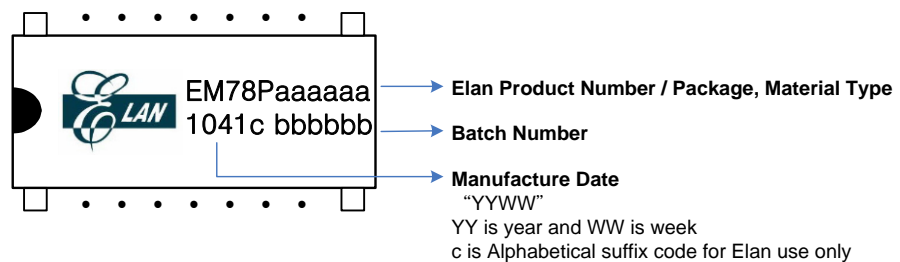 ELAN
EM78Paaaaaa
1041c bbbbbb
Elan Product Number / Package, Material Type
Batch Number
Manufacture Date
“YYWW”
YY is year and WW is week
c is Alphabetical suffix code for Elan use only